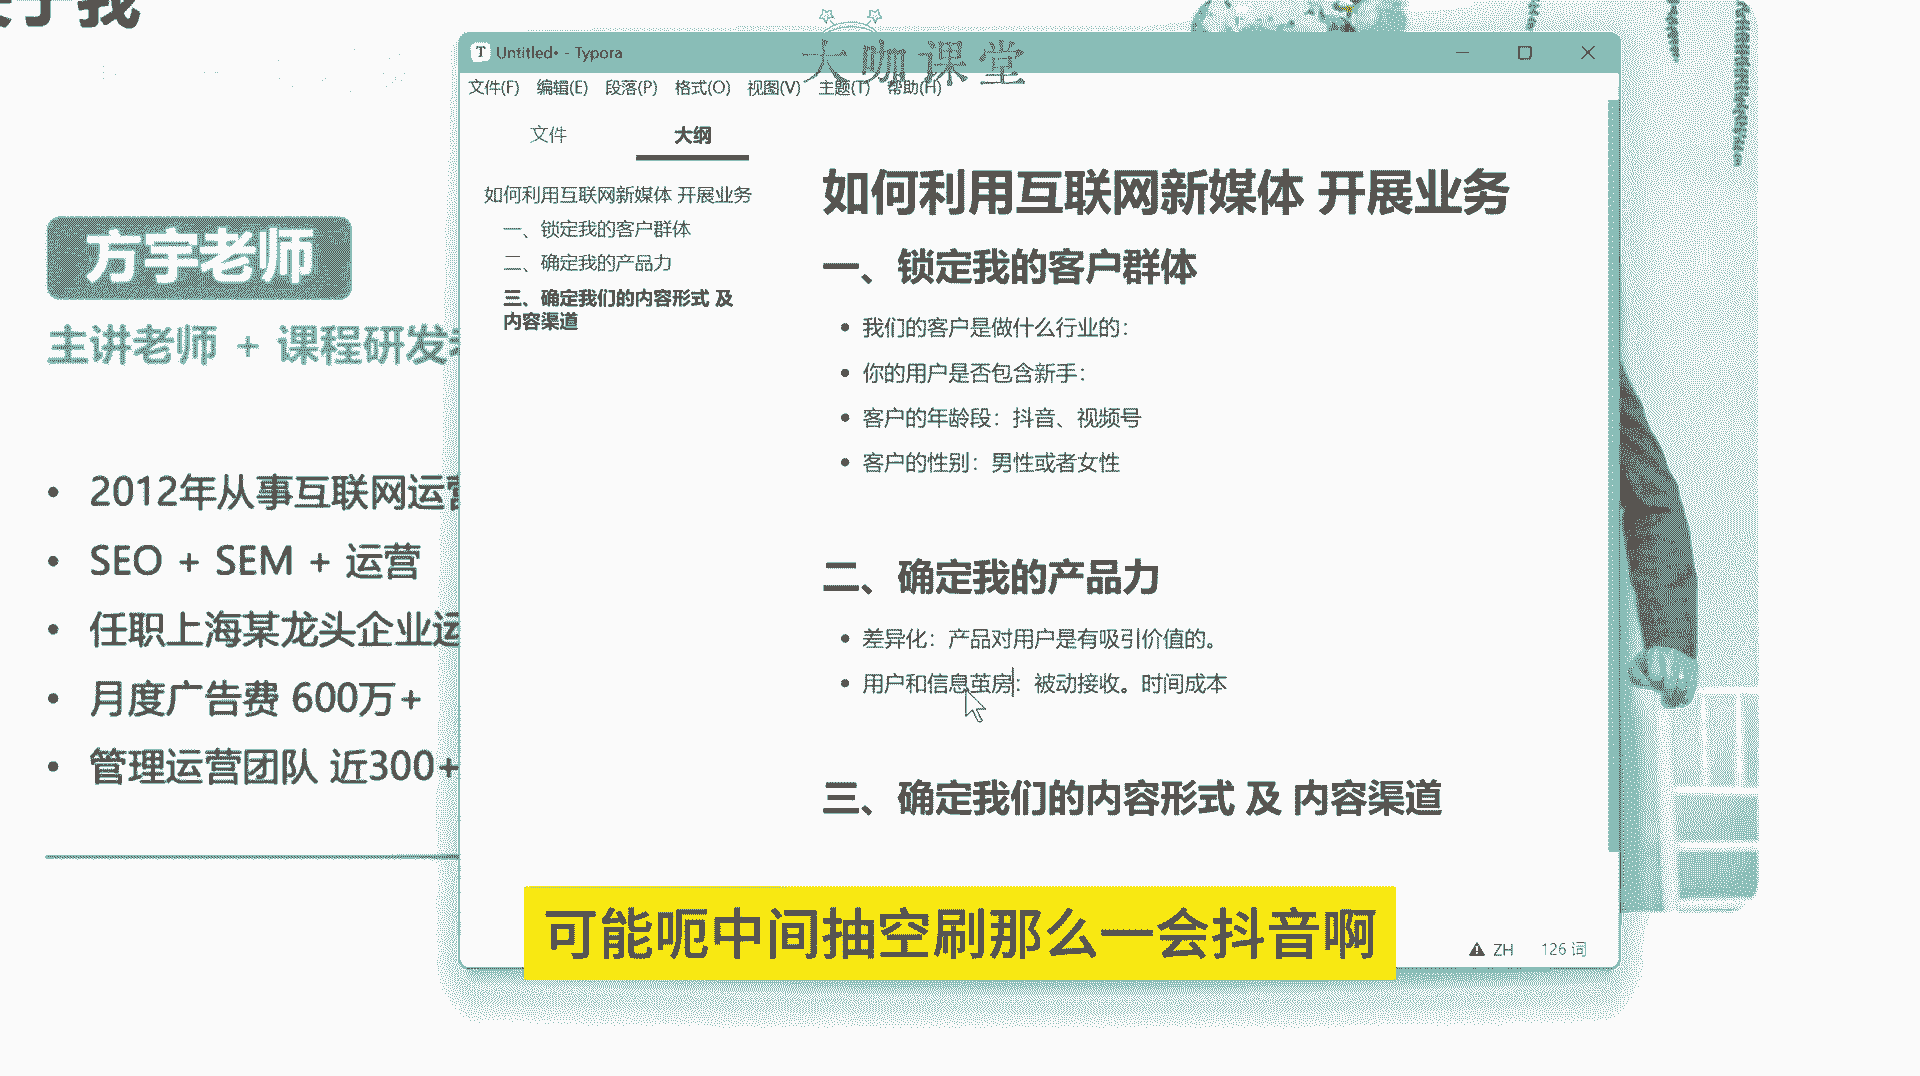 于我
方宇老师
主讲老师 + 课程研发
2012年从事互联网运营
SEO + SEM + 运营
任职上海某龙头企业运
月度广告费 600万+
管理运营团队 近300+
Untitled• - Typora
大咖课堂
文件(F) 编辑(E) 段落(P) 格式(O) 视图(V) 主题(T) 帮助(H)
文件 大纲
如何利用互联网新媒体 开展业务
一、锁定我的客户群体
二、确定我的产品力
三、确定我们的内容形式 及
内容渠道
如何利用互联网新媒体 开展业务
一、锁定我的客户群体
我们的客户是做什么行业的：
你的用户是否包含新手：
客户的年龄段：抖音、视频号
客户的性别：男性或者女性
二、确定我的产品力
差异化：产品对用户是有吸引价值的。
用户和信息茧房：被动接收。时间成本
三、确定我们的内容形式 及 内容渠道
可能呃中间抽空刷那么一会抖音啊
ZH 126 词